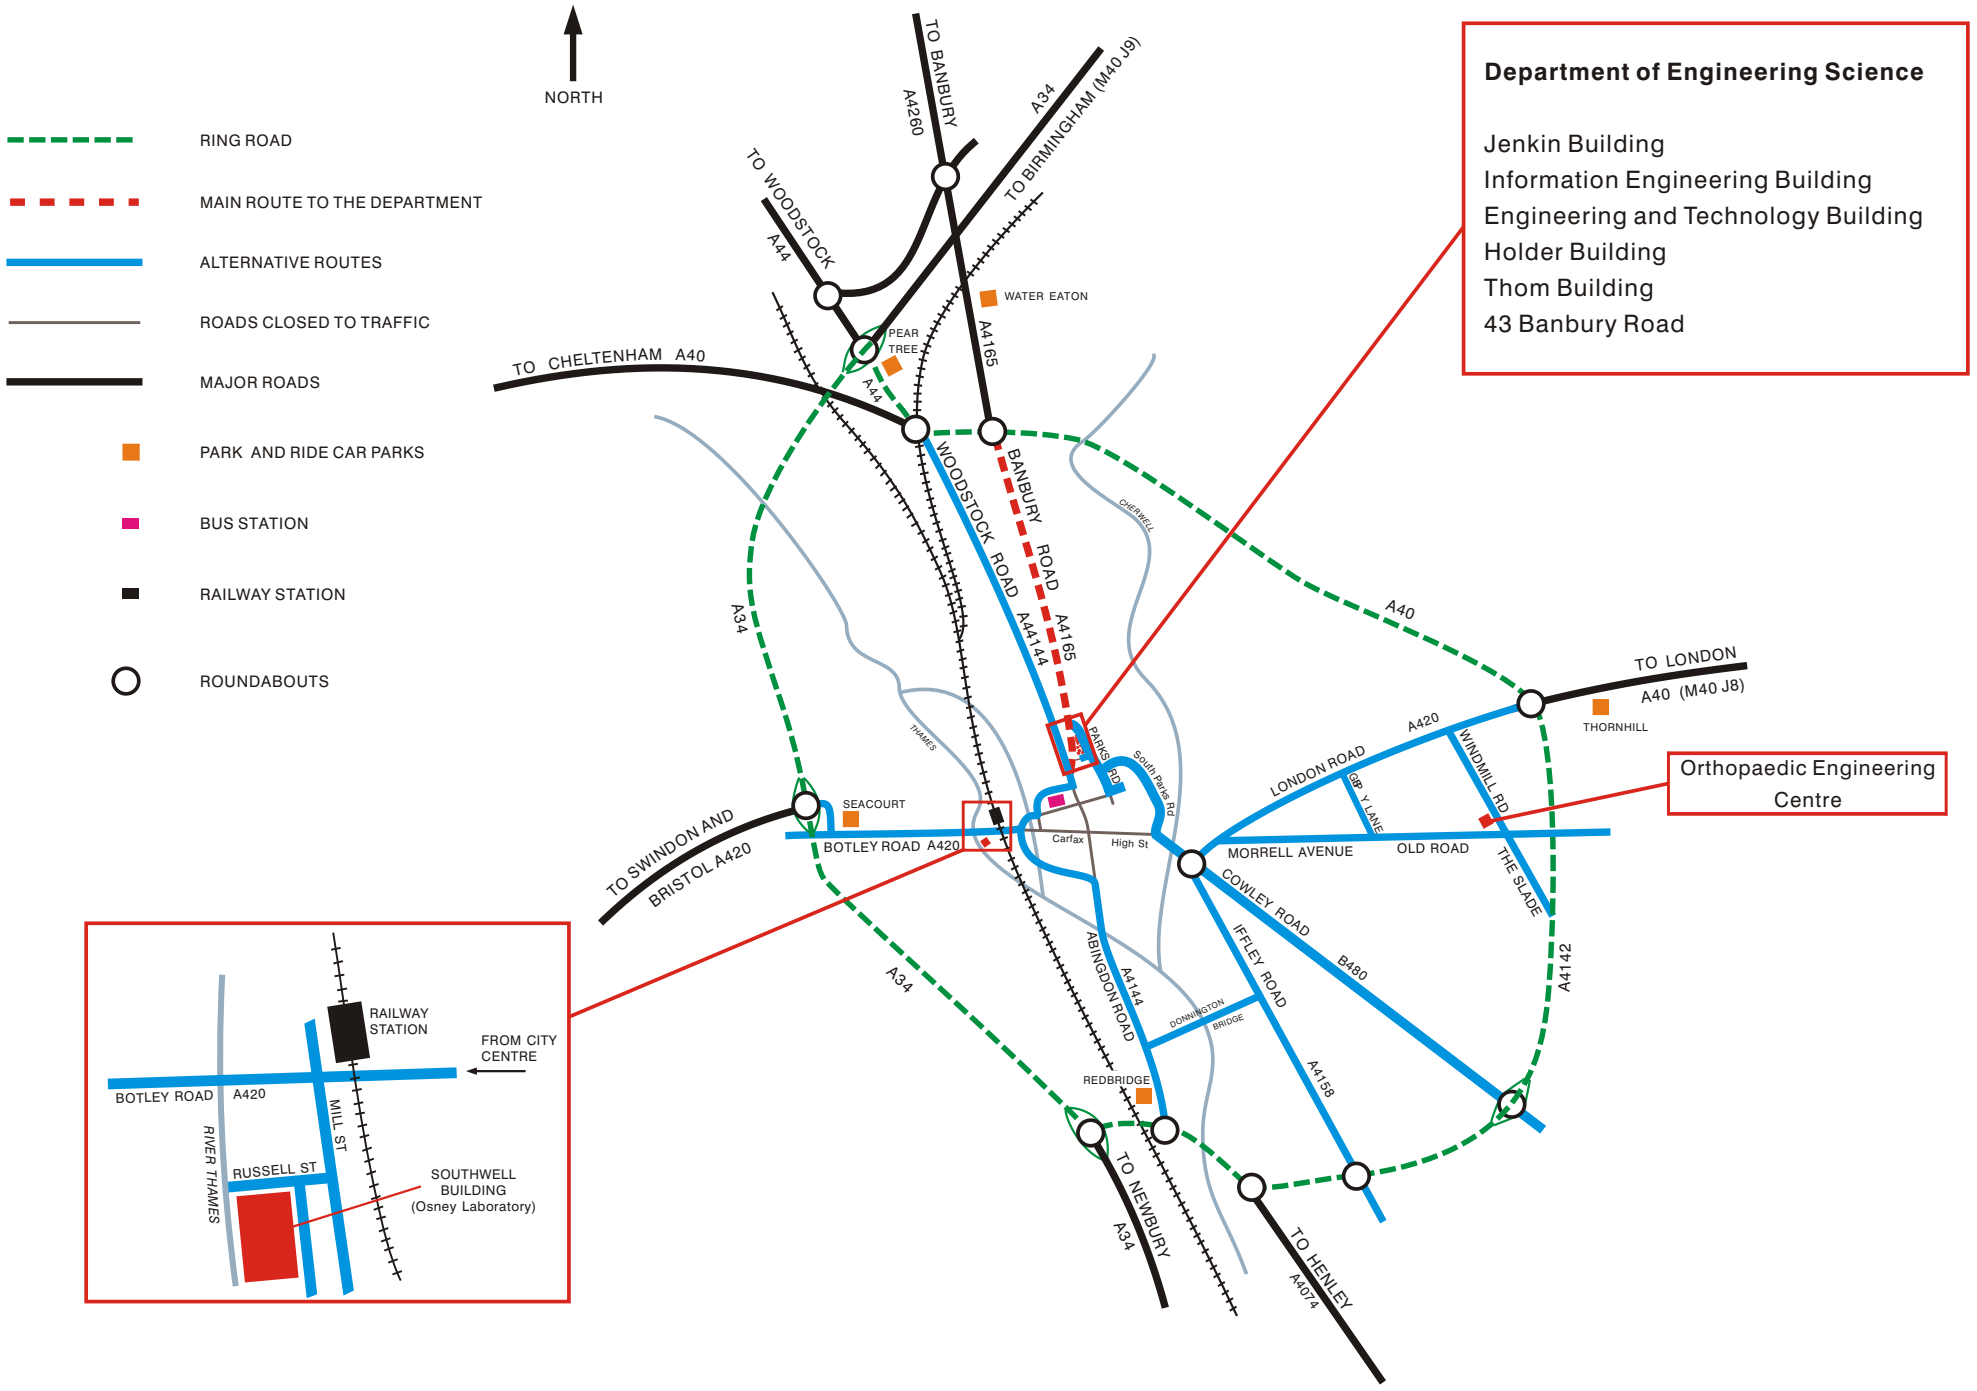 NORTH
RING ROAD
MAIN ROUTE TO THE DEPARTMENT
ALTERNATIVE ROUTES
ROADS CLOSED TO TRAFFIC
MAJOR ROADS
PARK AND RIDE CAR PARKS
BUS STATION
RAILWAY STATION
ROUNDABOUTS
Department of Engineering Science
Jenkin Building
Information Engineering Building
Engineering and Technology Building
Holder Building
Thom Building
43 Banbury Road
TO BANBURY
A4260
A34
TO BIRMINGHAM (M40 J9)
TO WOODSTOCK
A44
WATER EATON
PEAR
TREE
A44
A4165
TO CHELTENHAM A40
WOODSTOCK ROAD A44144
BANBURY ROAD A4165
CHERWELL
A34
A40
TO LONDON
A40 (M40 J8)
THORNHILL
A420
LONDON ROAD
WINDMILL RD
Y LANE
Orthopaedic Engineering
Centre
THAMES
PARKS RD
South Parks Rd
SEACOURT
BOTLEY ROAD A420
Carfax
High St
MORRELL AVENUE
OLD ROAD
THE SLADE
TO SWINDON AND
BRISTOL A420
COWLEY ROAD
B480
IFFLEY ROAD
A4158
A4142
ABINGDON ROAD
A4144
DONNINGTON
BRIDGE
A34
REDBRIDGE
TO NEWBURY
A34
TO HENLEY
A4074
RAILWAY
STATION
FROM CITY
CENTRE
BOTLEY ROAD A420
MILL ST
RIVER THAMES
RUSSELL ST
SOUTHWELL
BUILDING
(Osney Laboratory)